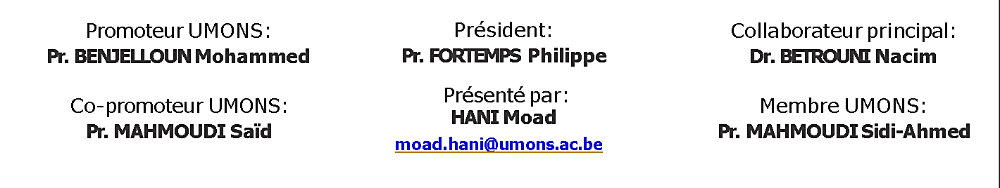 Promoteur UMONS:
Pr. BENJELLOUN Mohammed
Co-promoteur UMONS:
Pr. MAHMOUDI Saïd
Président:
Pr. FORTEMPS Philippe
Présenté par:
HANI Moad
moad.hani@umons.ac.be
Collaborateur principal:
Dr. BETROUNI Nacim
Membre UMONS:
Pr. MAHMOUDI Sidi-Ahmed